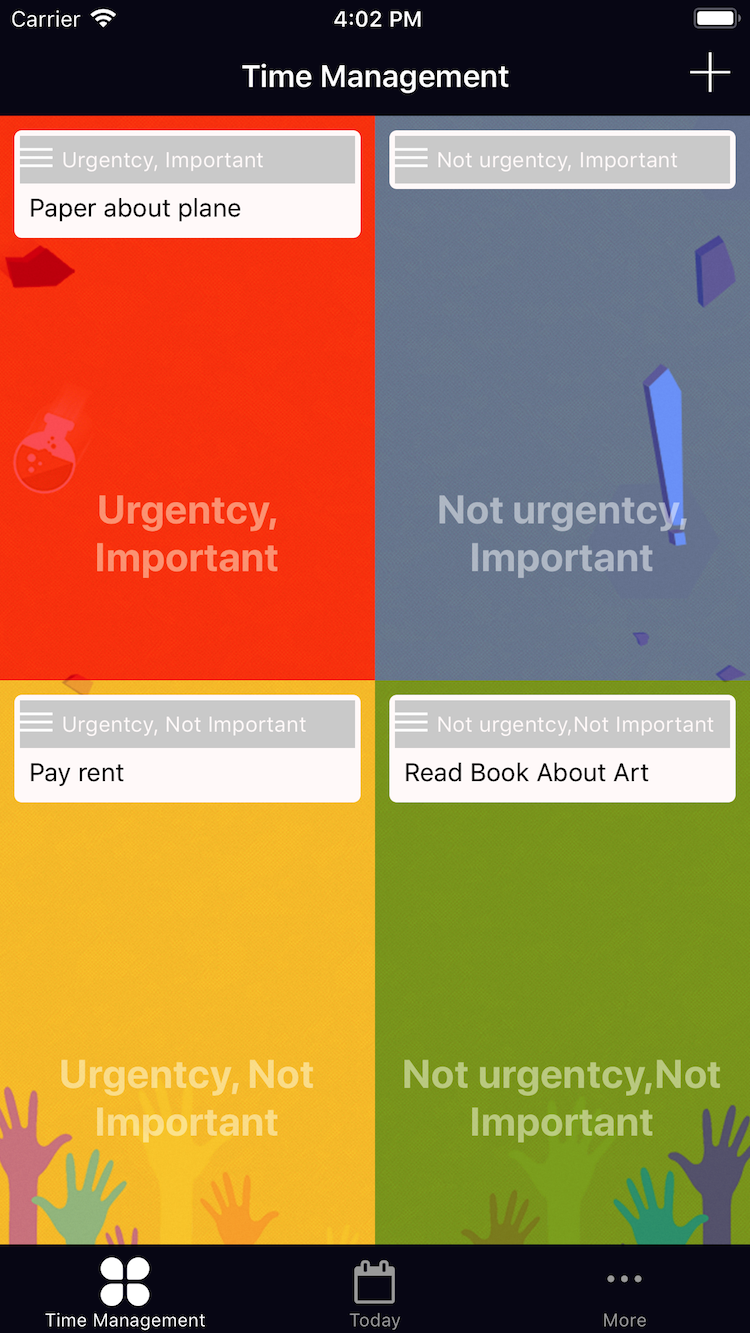 Carrier 4:02 PM
Time Management
Urgentcy, Important
Paper about plane
Not urgentcy, Important
Urgentcy,
Important
Not urgentcy,
Important
Urgentcy, Not Important
Pay rent
Not urgentcy,Not Important
Read Book About Art
Urgentcy, Not
Important
Not urgentcy,Not
Important
Time Management
Today
More